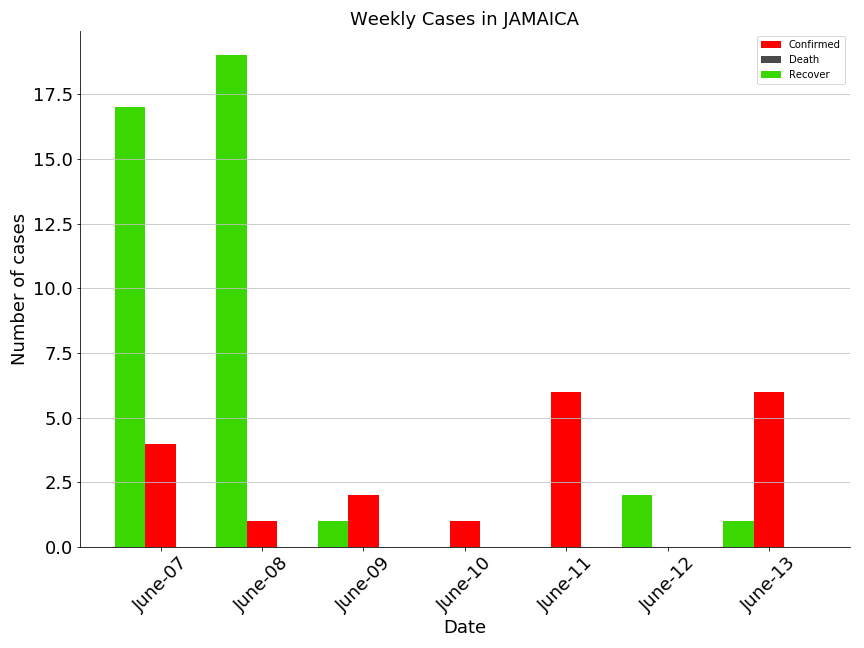 Weekly Cases in JAMAICA
Confirmed
Death
Recover
Number of cases
17.5
15.0
12.5
10.0
7.5
5.0
2.5
0.0
June-07
June-08
June-09
June-10
June-11
June-12
June-13
Date